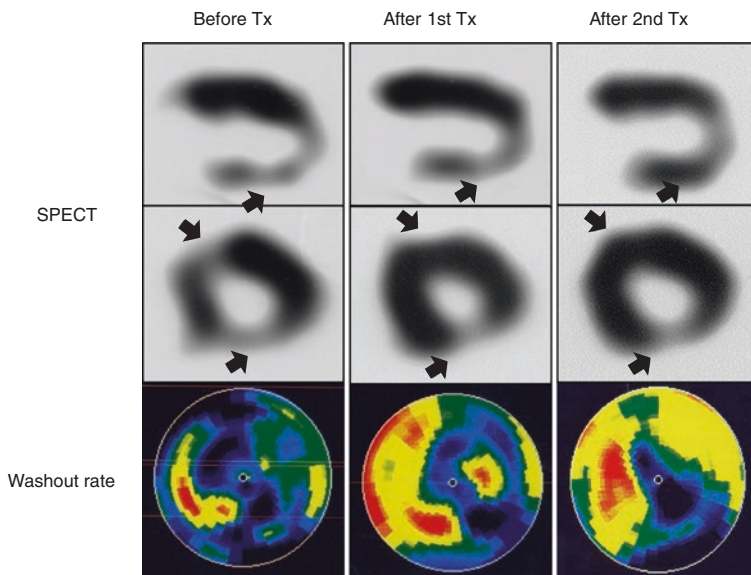 Before Tx
After 1st Tx
After 2nd Tx
SPECT
Washout rate